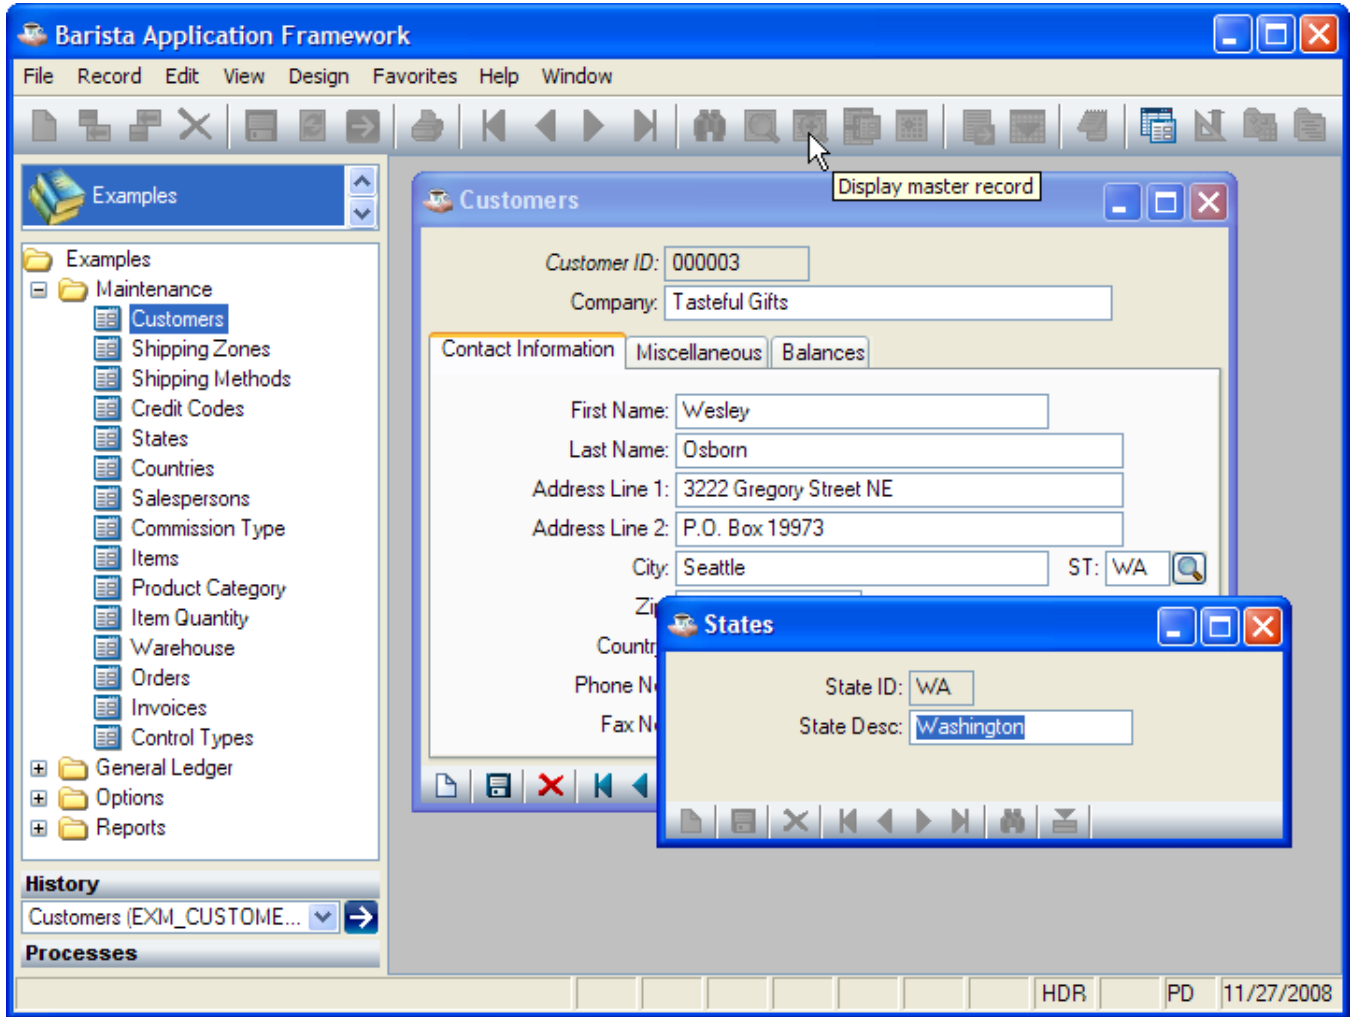 Barista Application Framework
File Record Edit View Design Favorites Help Window
Display master record
Examples
Examples
Maintenance
Customers
Shipping Zones
Shipping Methods
Credit Codes
States
Countries
Salespersons
Commission Type
Items
Product Category
Item Quantity
Warehouse
Orders
Invoices
Control Types
General Ledger
Options
Reports
History
Customers (EXM_CUSTOME...
Processes
Customers
Customer ID: 000003
Company: Tasteful Gifts
Contact Information Miscellaneous Balances
First Name: Wesley
Last Name: Osborn
Address Line 1: 3222 Gregory Street NE
Address Line 2: P.O. Box 19973
City: Seattle ST: WA
Zip
Country
Phone N
Fax N
States
State ID: WA
State Desc: Washington
HDR PD 11/27/2008